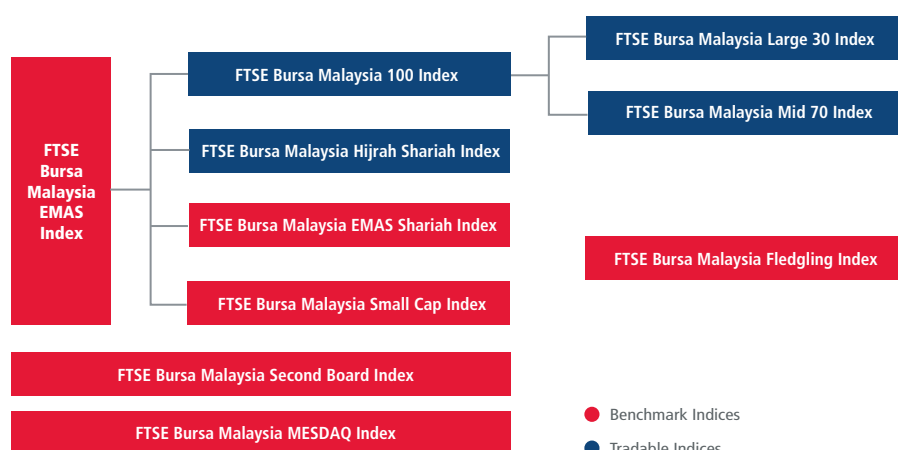 FTSE
Bursa
Malaysia
EMAS
Index
FTSE Bursa Malaysia 100 Index
FTSE Bursa Malaysia Hijrah Shariah Index
FTSE Bursa Malaysia EMAS Shariah Index
FTSE Bursa Malaysia Small Cap Index
FTSE Bursa Malaysia Large 30 Index
FTSE Bursa Malaysia Mid 70 Index
FTSE Bursa Malaysia Fledgling Index
FTSE Bursa Malaysia Second Board Index
FTSE Bursa Malaysia MESDAQ Index
Benchmark Indices
Tradable Indices